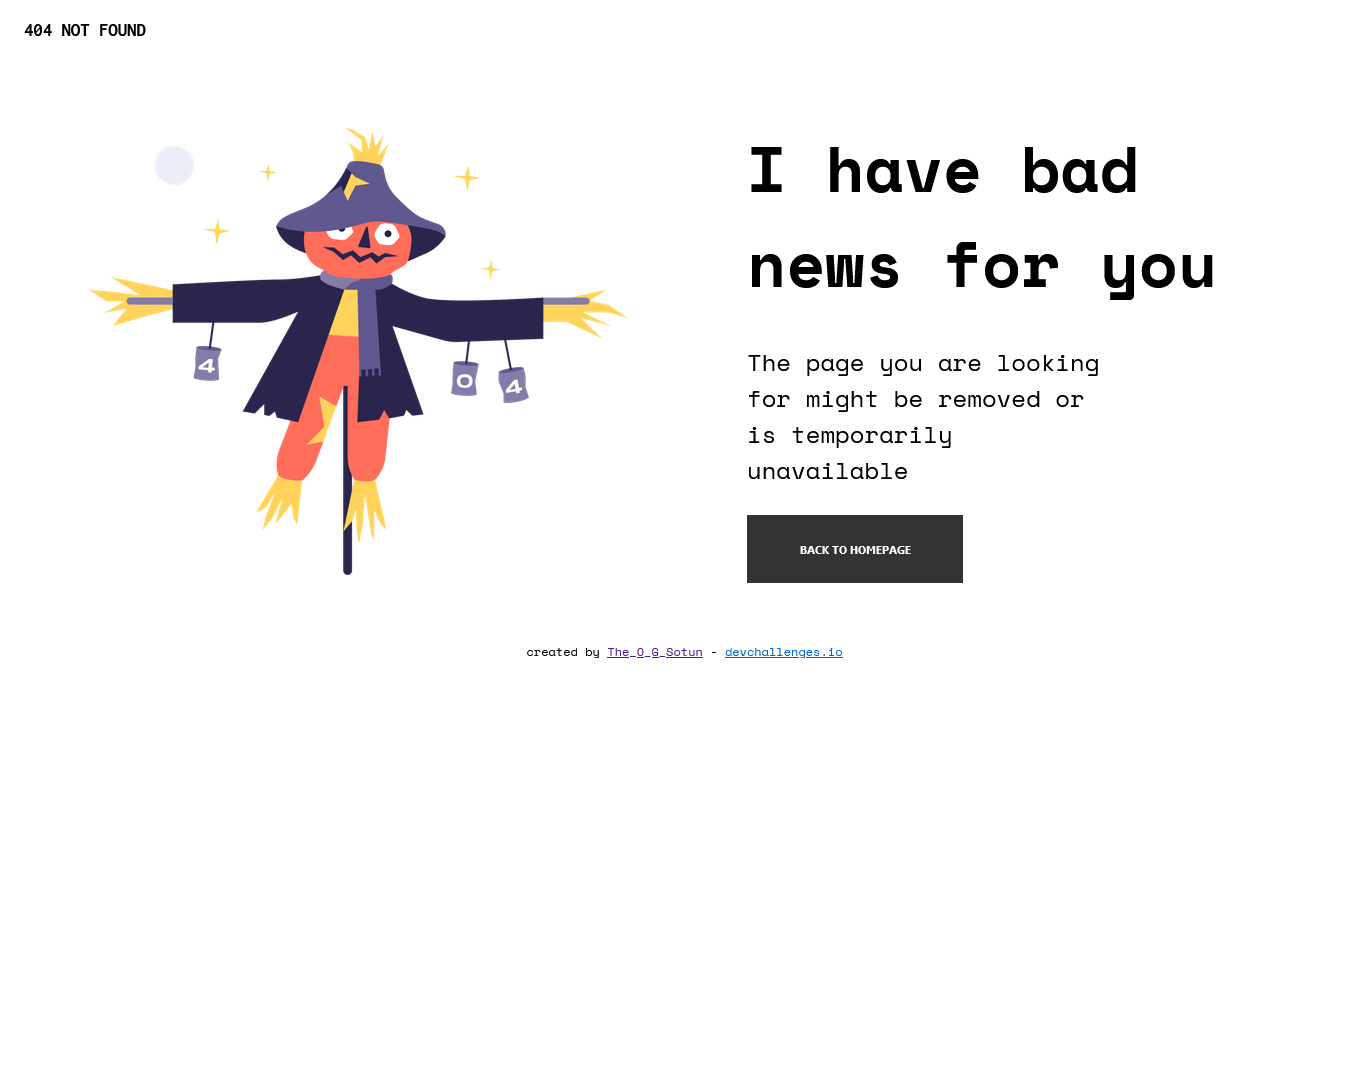 404 NOT FOUND
4
0
4
I have bad
news for you
The page you are looking
for might be removed or
is temporarily
unavailable
BACK TO HOMEPAGE
created by The_O_G_Sotun - devchallenges.io